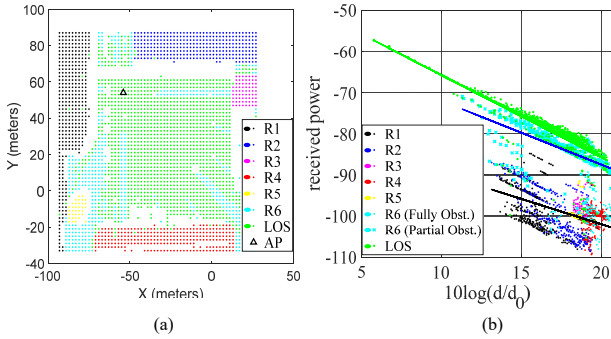 (a)
100
80
60
40
20
0
-20
-40
-100
-50
0
50
100
Y (meters)
X (meters)
R1
R2
R3
R4
R5
R6
LOS
AP
(a)
(b)
-50
-60
-70
-80
-90
-100
-110
5
10
15
20
received power
10log(d/d0)
R1
R2
R3
R4
R5
R6 (Fully Obst.)
R6 (Partial Obst.)
LOS
(b)